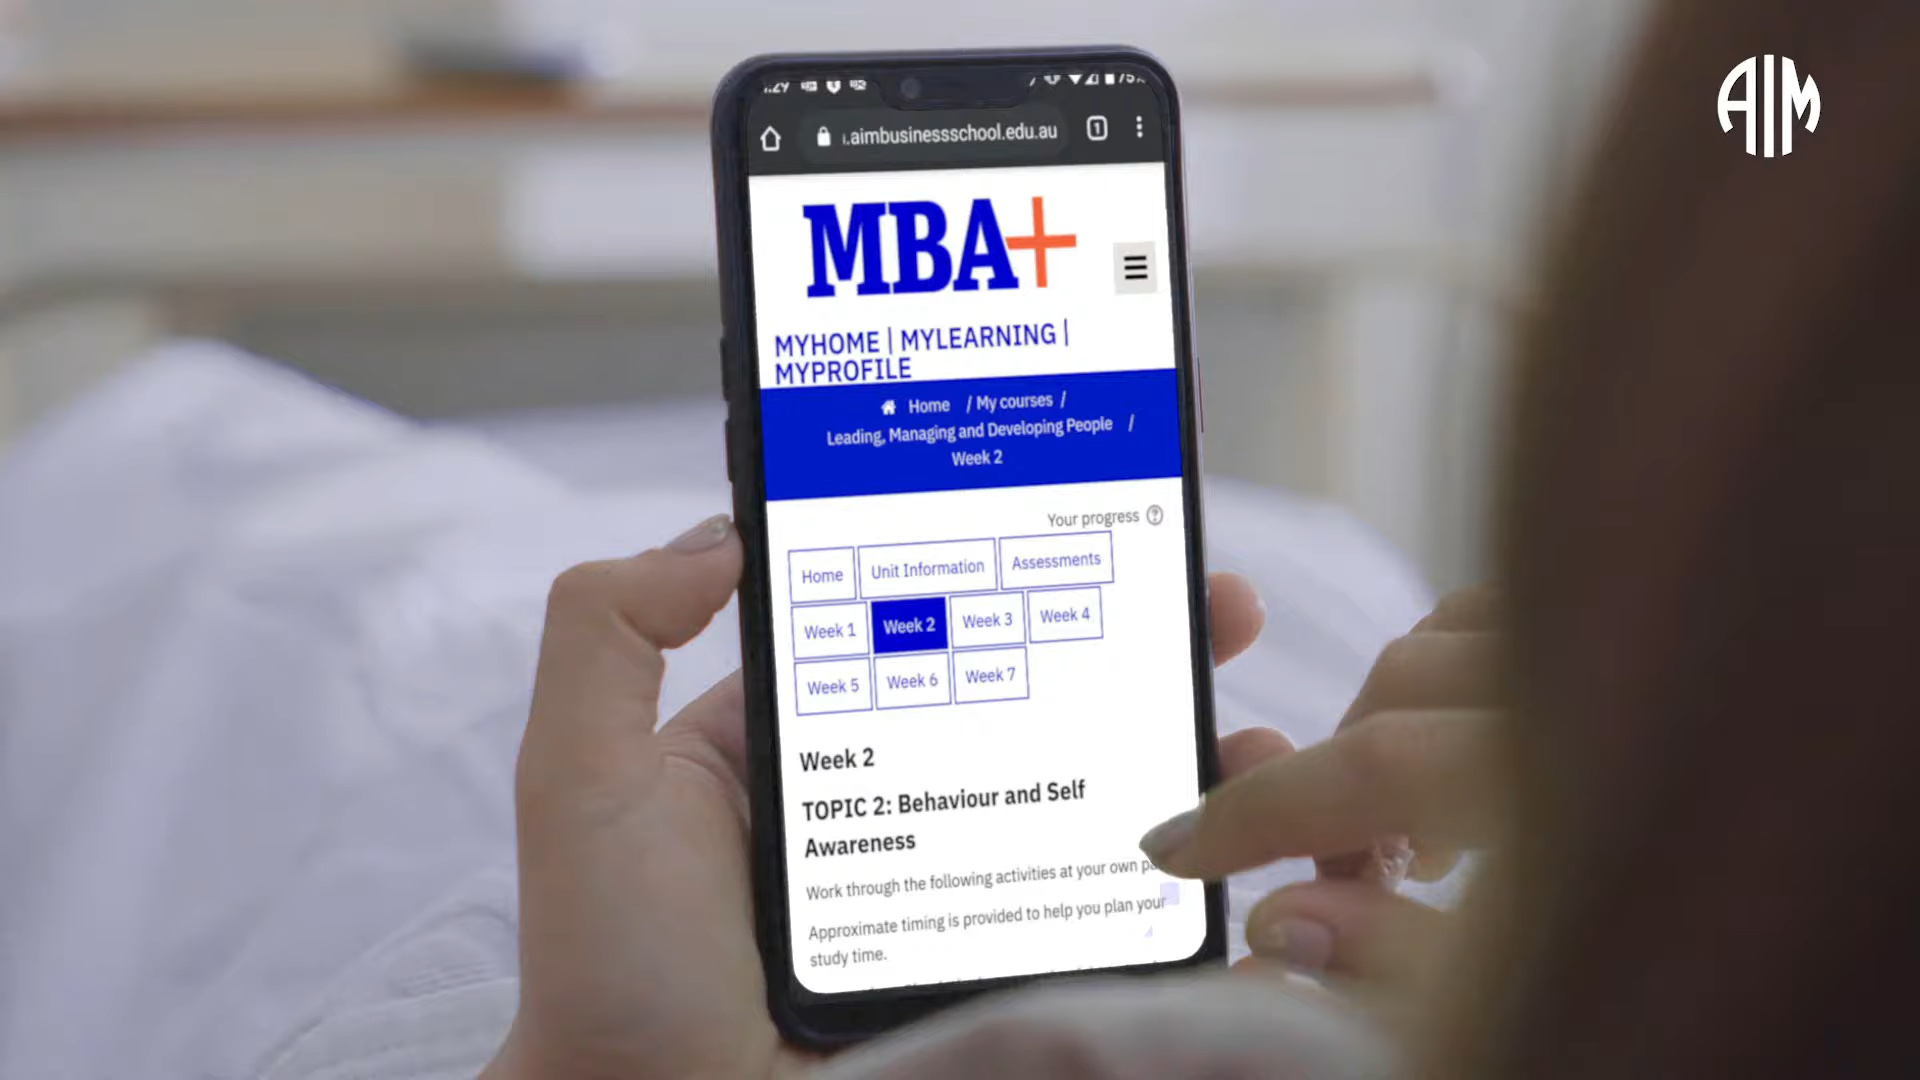 AIM
.aimbusinessschool.edu.au
1
MBA+
MYHOME | MYLEARNING |
MYPROFILE
Home / My courses /
Leading, Managing and Developing People /
Week 2
Your progress
Home Unit Information Assessments
Week 1 Week 2 Week 3 Week 4
Week 5 Week 6 Week 7
Week 2
TOPIC 2: Behaviour and Self
Awareness
Work through the following activities at your own
Approximate timing is provided to help you plan your
study time.